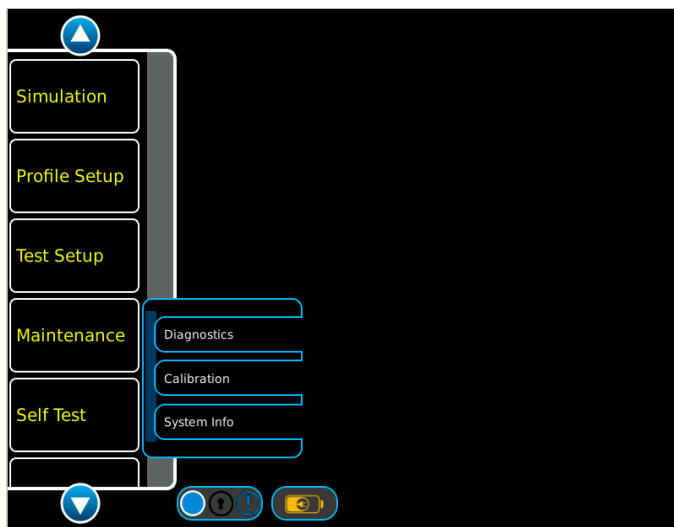 Simulation
Profile Setup
Test Setup
Maintenance
Diagnostics
Calibration
System Info
Self Test